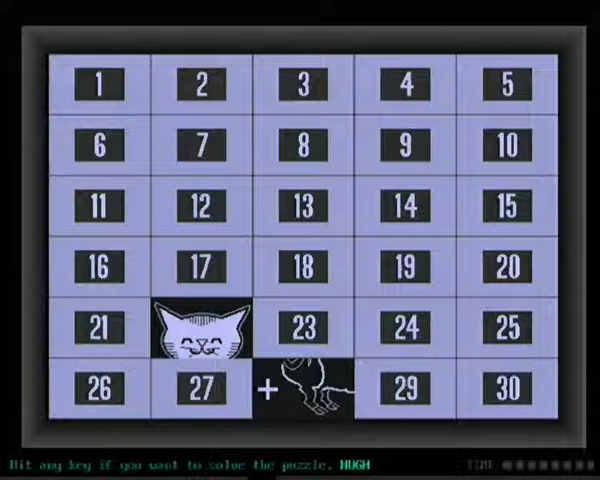 1 2 3 4 5
6 7 8 9 10
11 12 13 14 15
16 17 18 19 20
21 23 24 25
26 27 + 29 30
Hit any key if you want to solve the puzzle, HUGH TIME